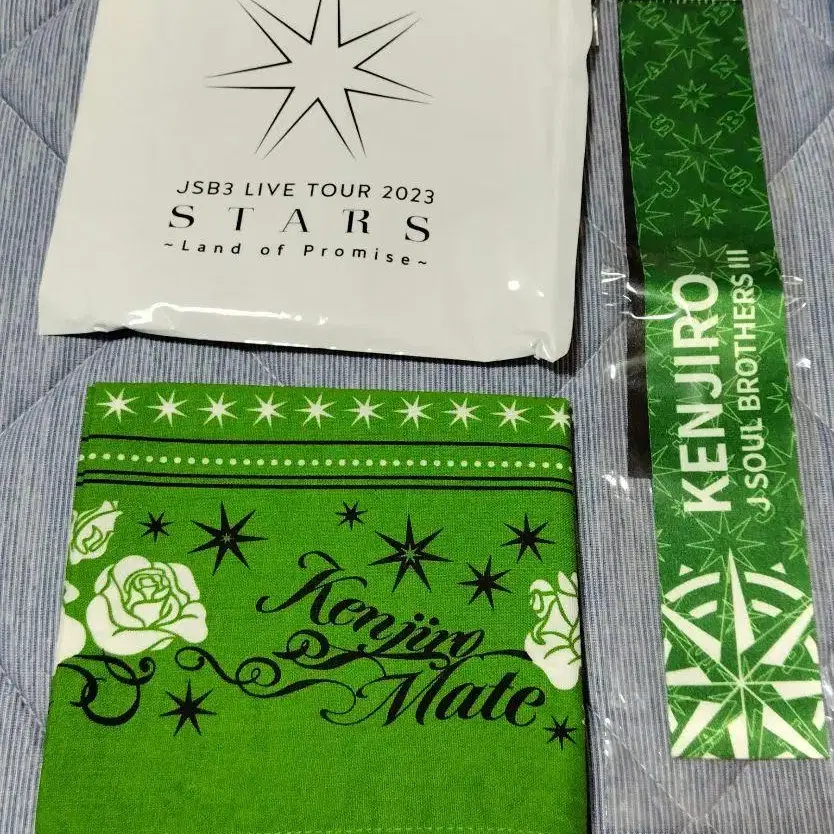 JSB3 LIVE TOUR 2023
STARS
~Land of Promise~
KENJIRO
J SOUL BROTHERS III
Kenjiro
Mate